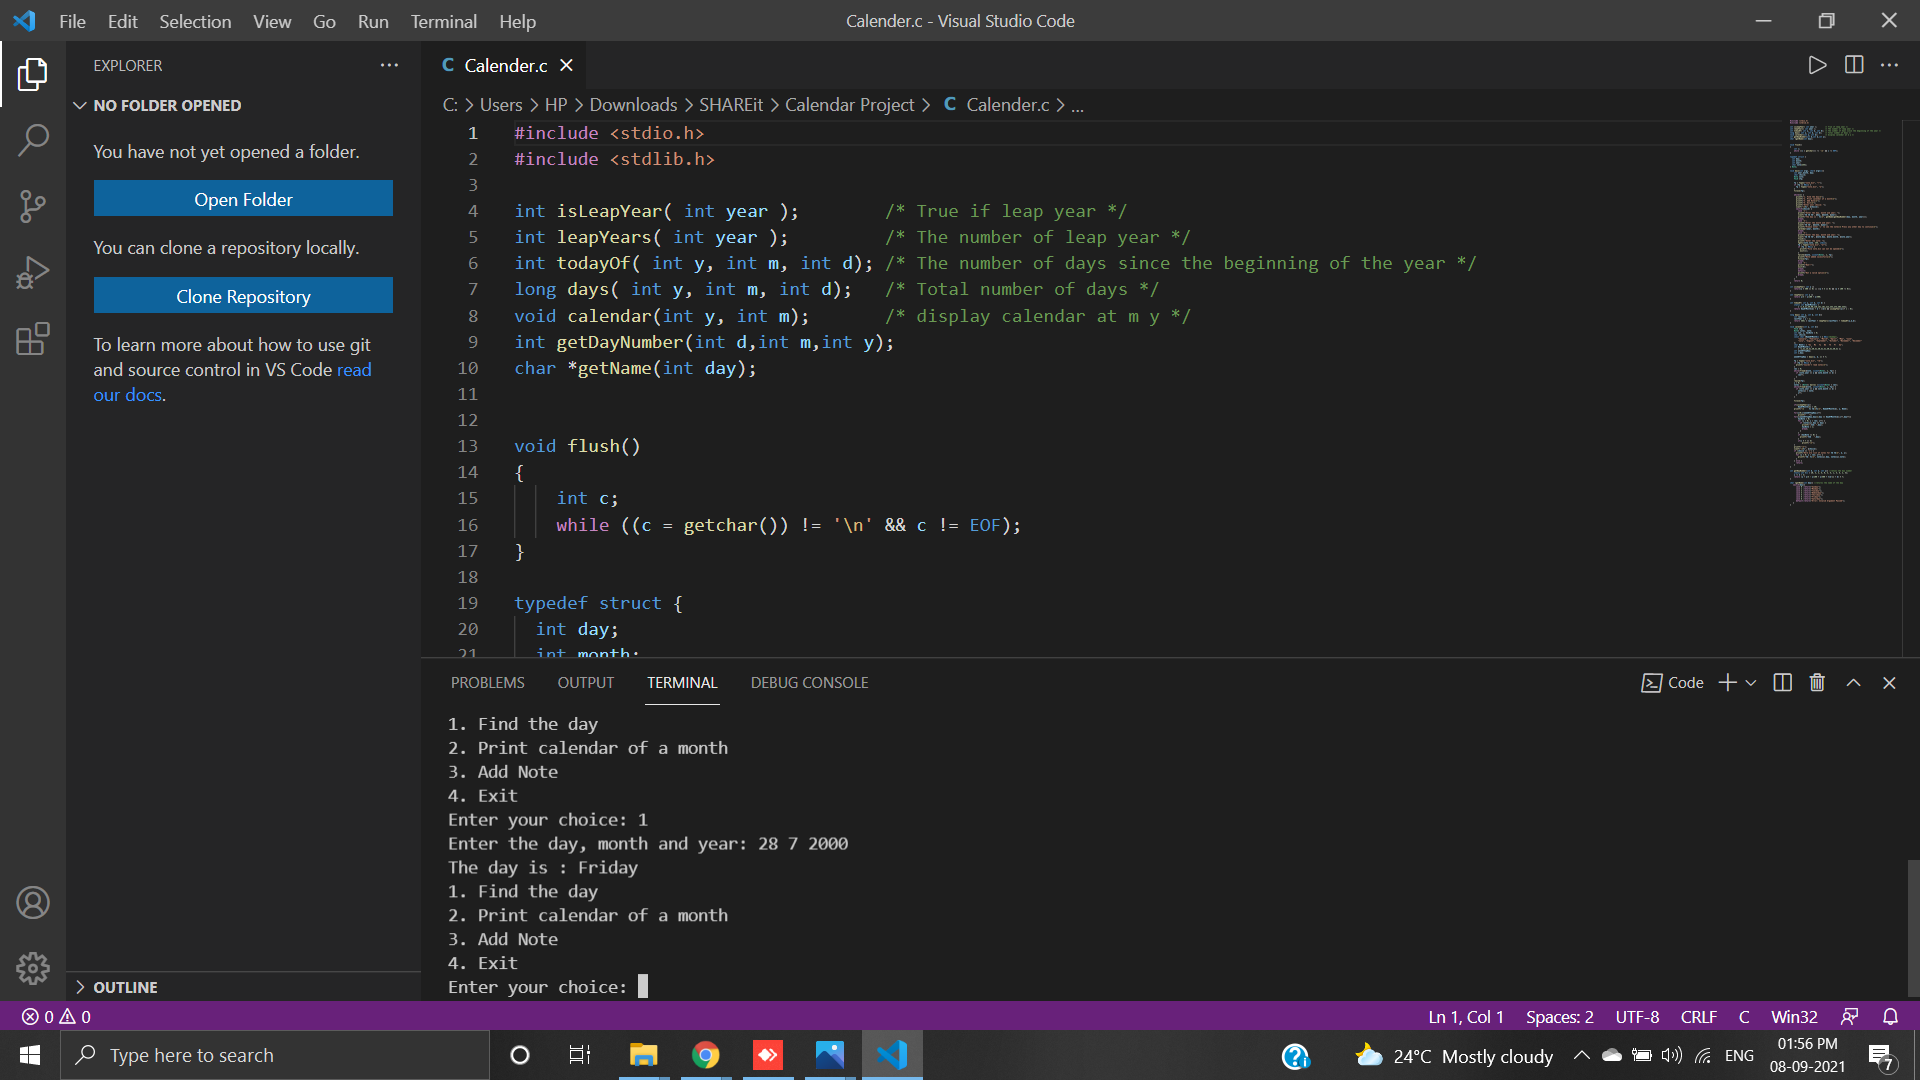 File Edit Selection View Go Run Terminal Help
Calender.c - Visual Studio Code
EXPLORER
NO FOLDER OPENED
You have not yet opened a folder.
Open Folder
You can clone a repository locally.
Clone Repository
To learn more about how to use git
and source control in VS Code read
our docs.
OUTLINE
C Calender.c
C: > Users > HP > Downloads > SHAREit > Calendar Project > C Calender.c > ...
1 #include <stdio.h>
2 #include <stdlib.h>
3
4 int isLeapYear( int year ); /* True if leap year */
5 int leapYears( int year ); /* The number of leap year */
6 int todayOf( int y, int m, int d); /* The number of days since the beginning of the year */
7 long days( int y, int m, int d); /* Total number of days */
8 void calendar(int y, int m); /* display calendar at m y */
9 int getDayNumber(int d,int m,int y);
10 char *getName(int day);
11
12
13 void flush()
14 {
15 int c;
16 while ((c = getchar()) != '\n' && c != EOF);
17 }
18
19 typedef struct {
20 int day;
21 int month;
PROBLEMS OUTPUT TERMINAL DEBUG CONSOLE
Code
1. Find the day
2. Print calendar of a month
3. Add Note
4. Exit
Enter your choice: 1
Enter the day, month and year: 28 7 2000
The day is : Friday
1. Find the day
2. Print calendar of a month
3. Add Note
4. Exit
Enter your choice:
0 0
Ln 1, Col 1 Spaces: 2 UTF-8 CRLF C Win32
Type here to search
24°C Mostly cloudy
ENG
01:56 PM
08-09-2021
7